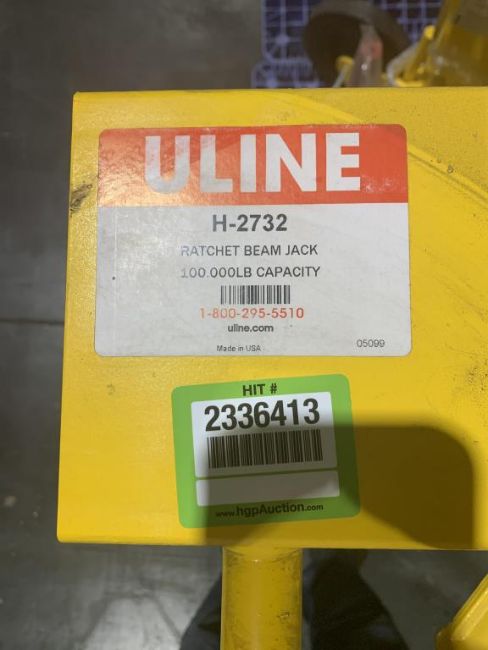 ULINE
H-2732
RATCHET BEAM JACK
100.000LB CAPACITY
1-800-295-5510
uline.com
Made in USA
05099
HIT #
2336413
www.hgpAuction.com